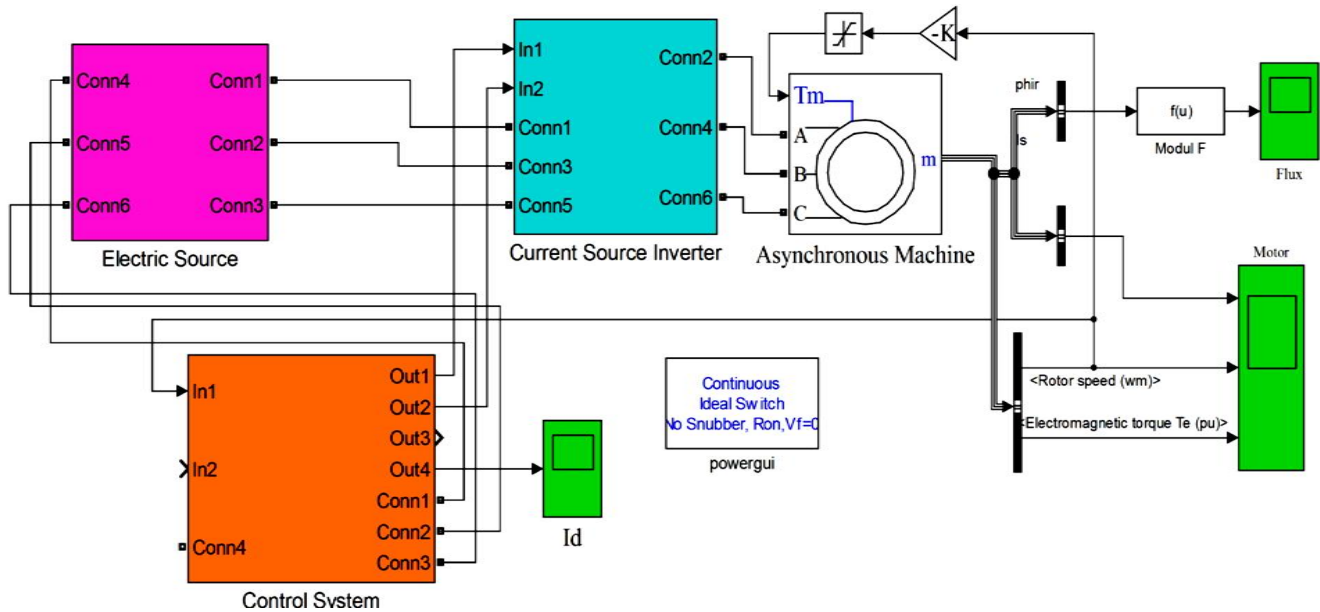 Conn4
Conn1
Conn5
Conn2
Conn6
Conn3
Electric Source
In1
In2
Conn1
Conn3
Conn5
Conn2
Conn4
Conn6
Current Source Inverter
-K
Tm
A
B
C
m
Asynchronous Machine
phir
Is
f(u)
Modul F
Flux
Motor
<Rotor speed (wm)>
<Electromagnetic torque Te (pu)>
In1
In2
Conn4
Out1
Out2
Out3
Out4
Conn1
Conn2
Conn3
Control System
Id
Continuous
Ideal Switch
No Snubber, Ron,Vf=0
powergui